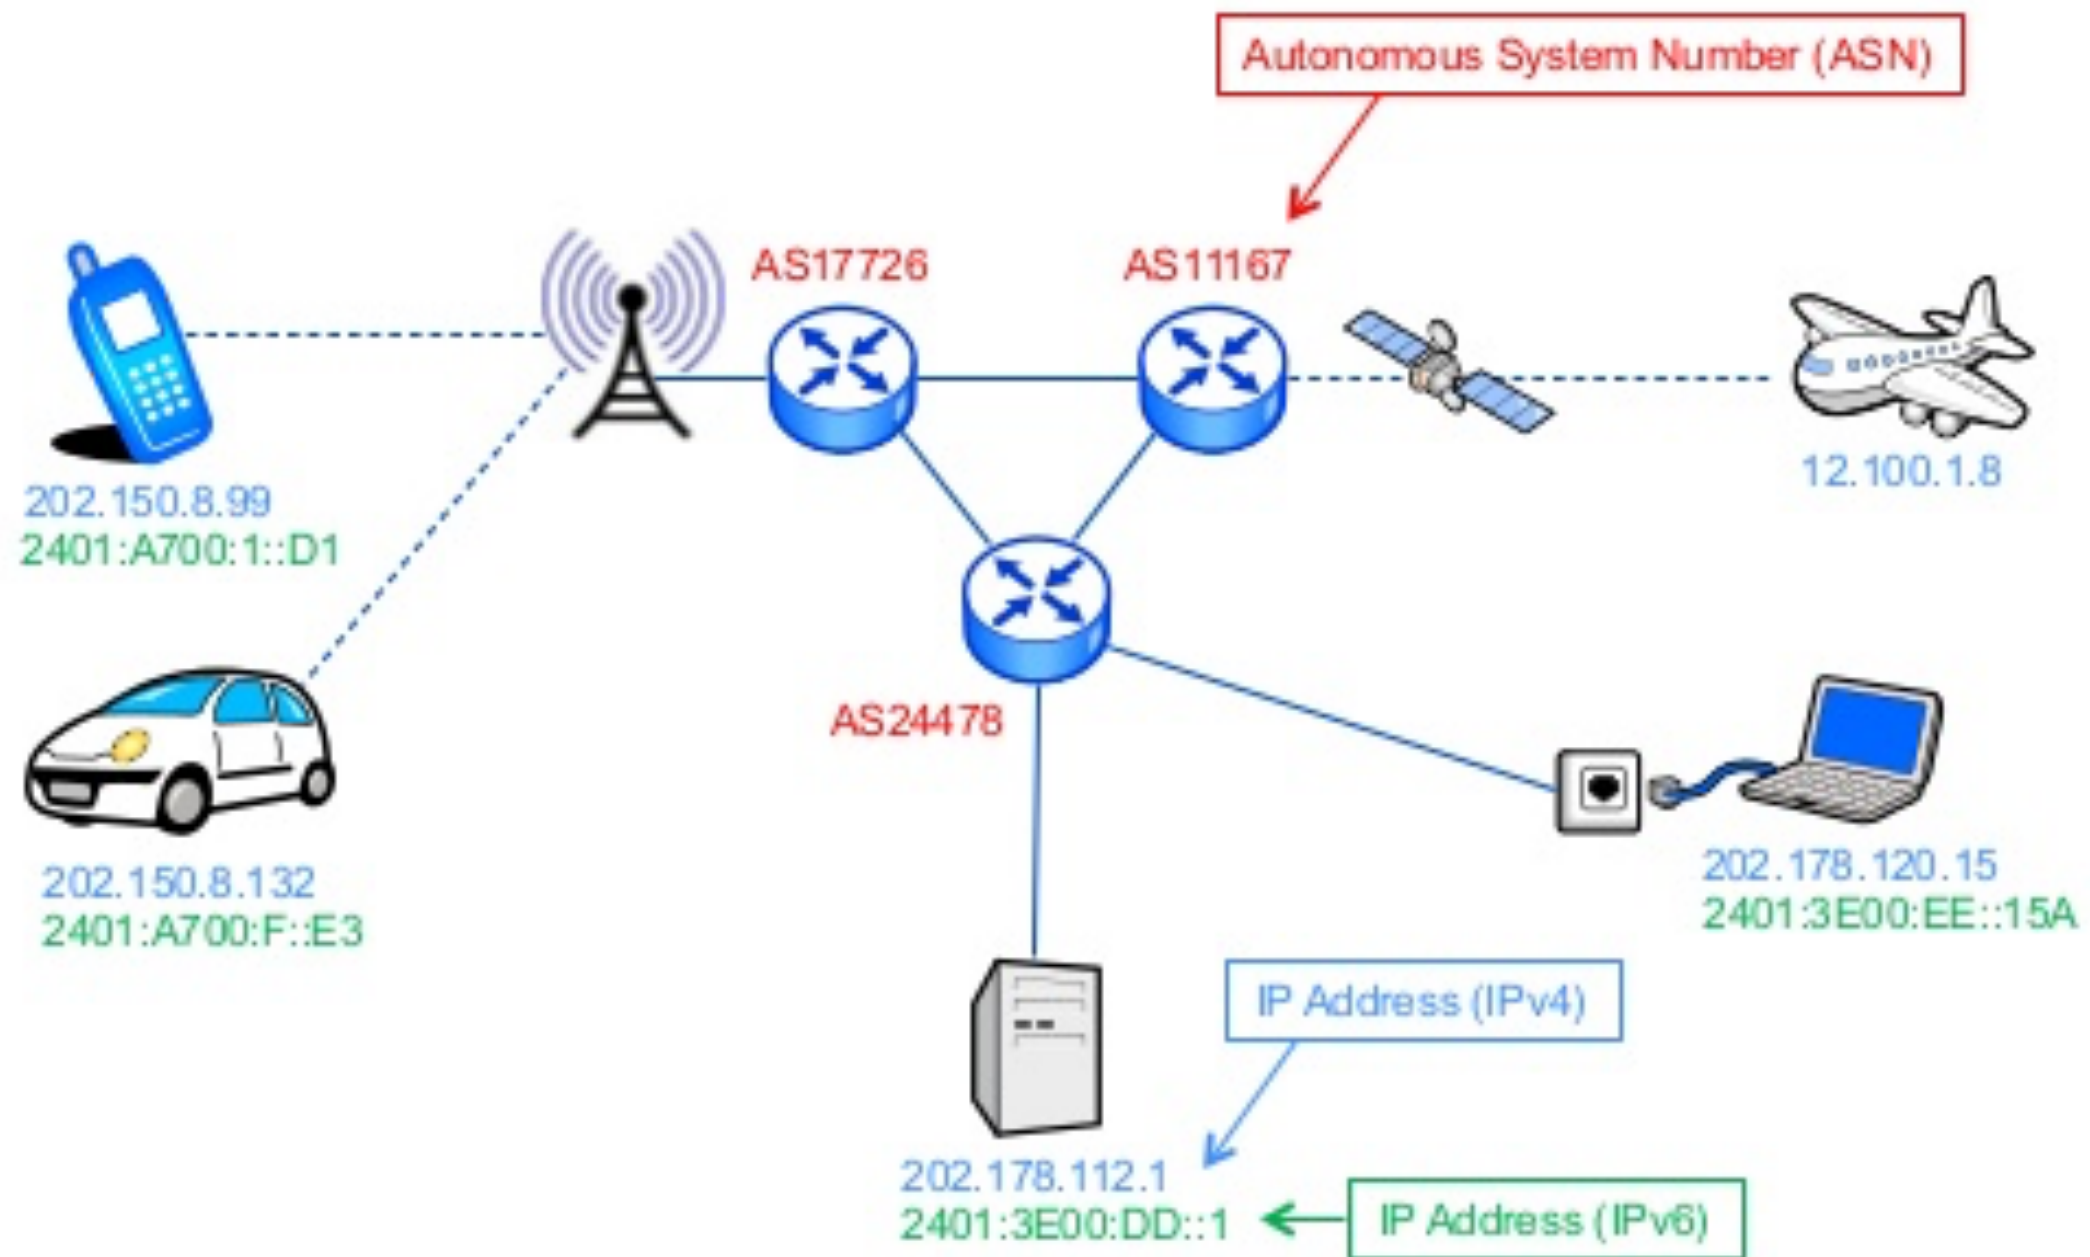 Autonomous System Number (ASN)
AS17726
AS11167
202.150.8.99
2401:A700:1::D1
12.100.1.8
AS24478
202.150.8.132
2401:A700:F::E3
202.178.120.15
2401:3E00:EE::15A
IP Address (IPv4)
202.178.112.1
2401:3E00:DD::1
IP Address (IPv6)